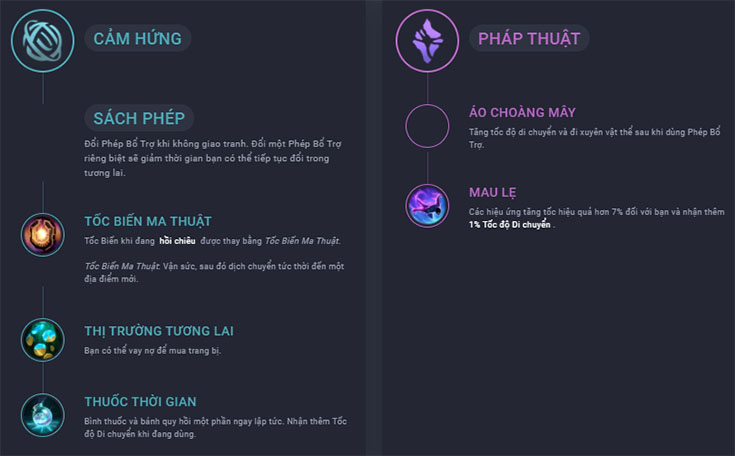 CẢM HỨNG
SÁCH PHÉP
Đổi Phép Bổ Trợ khi không giao tranh. Đổi một Phép Bổ Trợ
riêng biệt sẽ giảm thời gian bạn có thể tiếp tục đổi trong
tương lai.
TỐC BIẾN MA THUẬT
Tốc Biến khi đang hồi chiêu được thay bằng Tốc Biến Ma Thuật.
Tốc Biến Ma Thuật: Vận sức, sau đó dịch chuyển tức thời đến một
địa điểm mới.
THỊ TRƯỜNG TƯƠNG LAI
Bạn có thể vay nợ để mua trang bị.
THUỐC THỜI GIAN
Bình thuốc và bánh quy hồi một phần ngay lập tức. Nhận thêm Tốc
độ Di chuyển khi đang dùng.
PHÁP THUẬT
ÁO CHOÀNG MÂY
Tăng tốc độ di chuyển và đi xuyên vật thể sau khi dùng Phép Bổ
Trợ.
MAU LẸ
Các hiệu ứng tăng tốc hiệu quả hơn 7% đối với bạn và nhận thêm
1% Tốc độ Di chuyển .